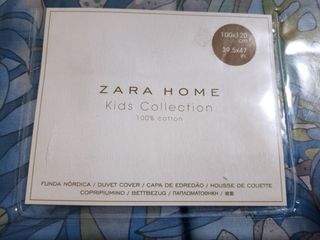 100x120
cm
39.5x47
in.
ZARA HOME
Kids Collection
100% cotton
FUNDA NÓRDICA / DUVET COVER / CAPA DE EDREDÃO / HOUSSE DE COUETTE
COPRIPIUMINO / BETTBEZUG / ΠΑΠΛΩΜΑΤΟΘΗΚΗ / 被套